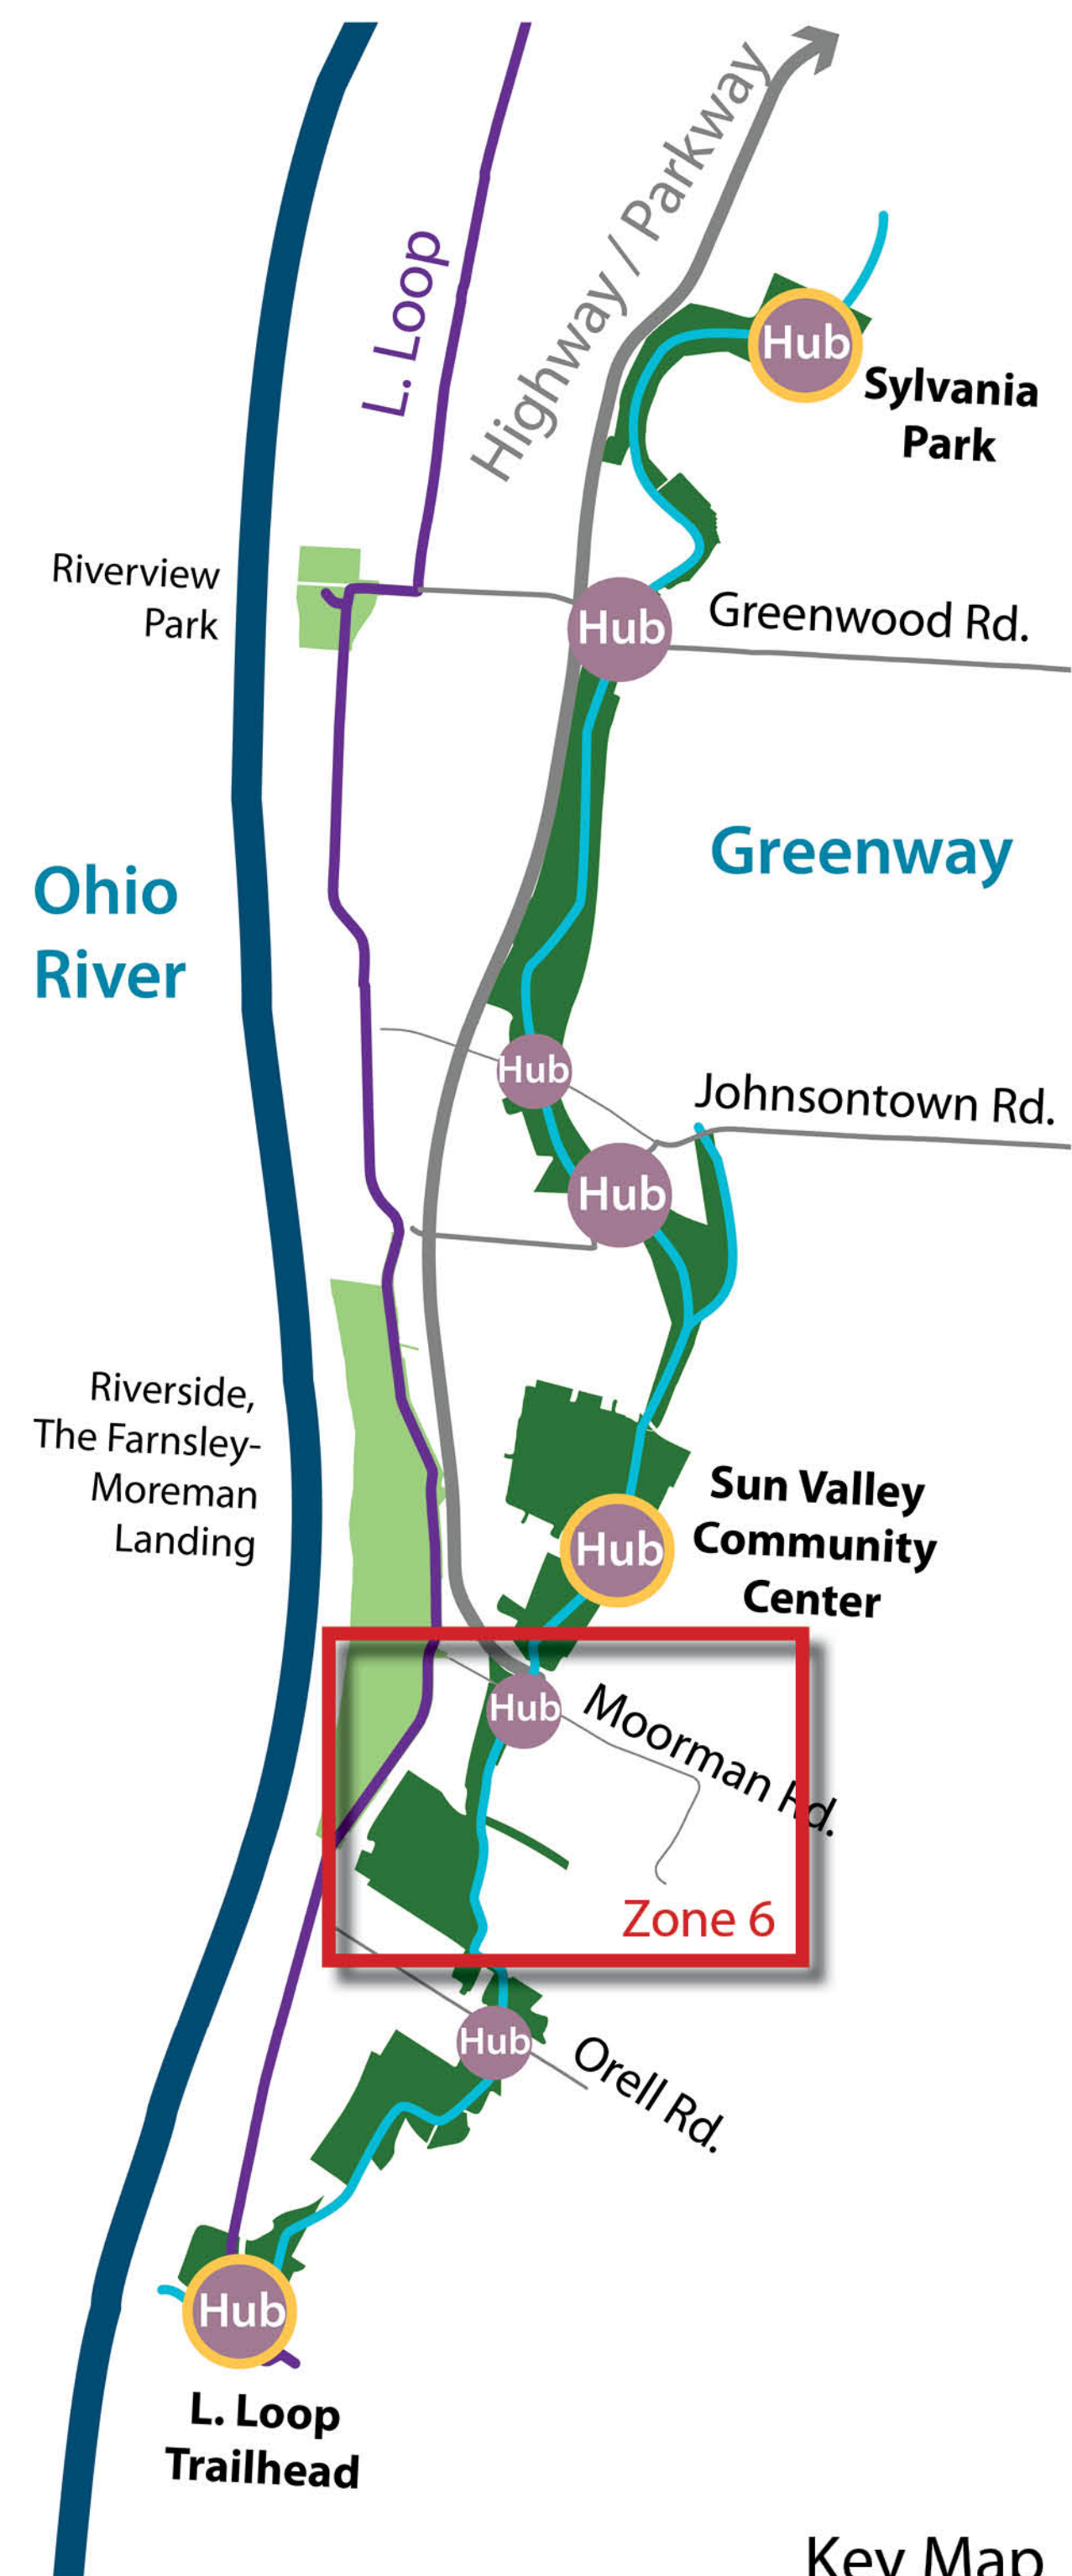 Highway / Parkway
L. Loop
Hub
Sylvania
Park
Riverview
Park
Hub
Greenwood Rd.
Greenway
Ohio
River
Hub
Johnsontown Rd.
Hub
Riverside,
The Farnsley-
Moreman
Landing
Sun Valley
Community
Center
Hub
Hub
Moorman Rd.
Zone 6
Hub
Orell Rd.
Hub
L. Loop
Trailhead
Key Map